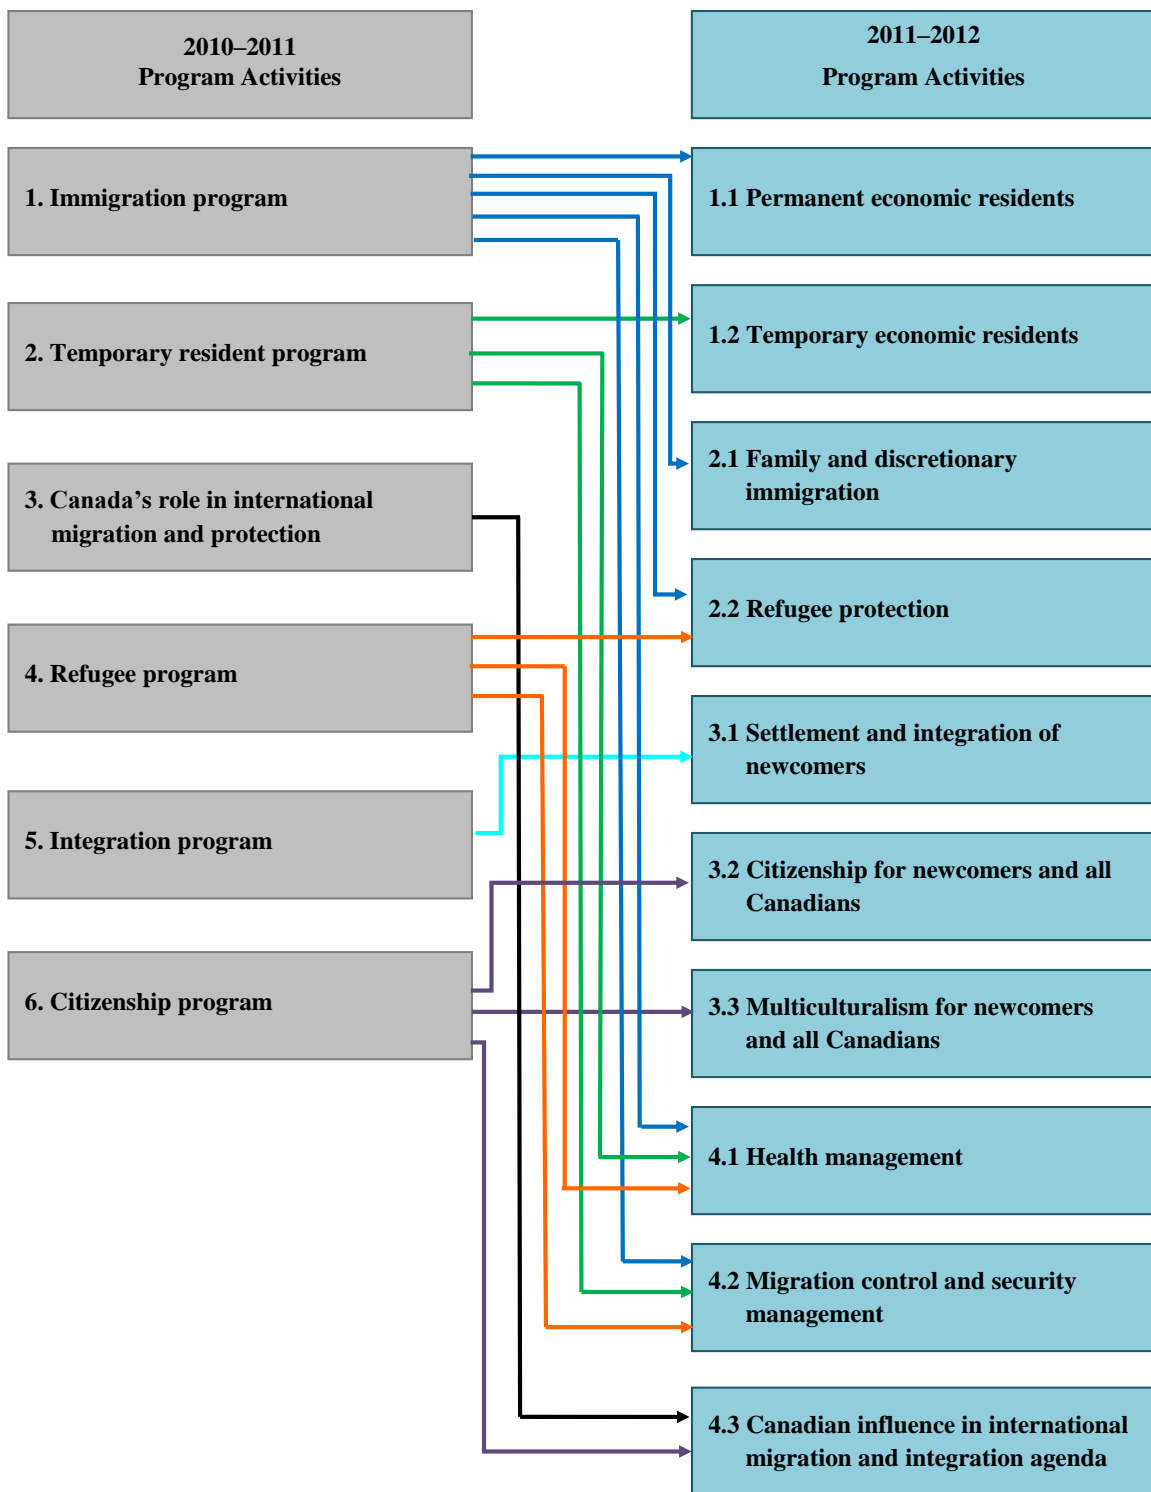 2010–2011
Program Activities
1. Immigration program
2. Temporary resident program
3. Canada’s role in international
migration and protection
4. Refugee program
5. Integration program
6. Citizenship program
2011–2012
Program Activities
1.1 Permanent economic residents
1.2 Temporary economic residents
2.1 Family and discretionary
immigration
2.2 Refugee protection
3.1 Settlement and integration of
newcomers
3.2 Citizenship for newcomers and all
Canadians
3.3 Multiculturalism for newcomers
and all Canadians
4.1 Health management
4.2 Migration control and security
management
4.3 Canadian influence in international
migration and integration agenda